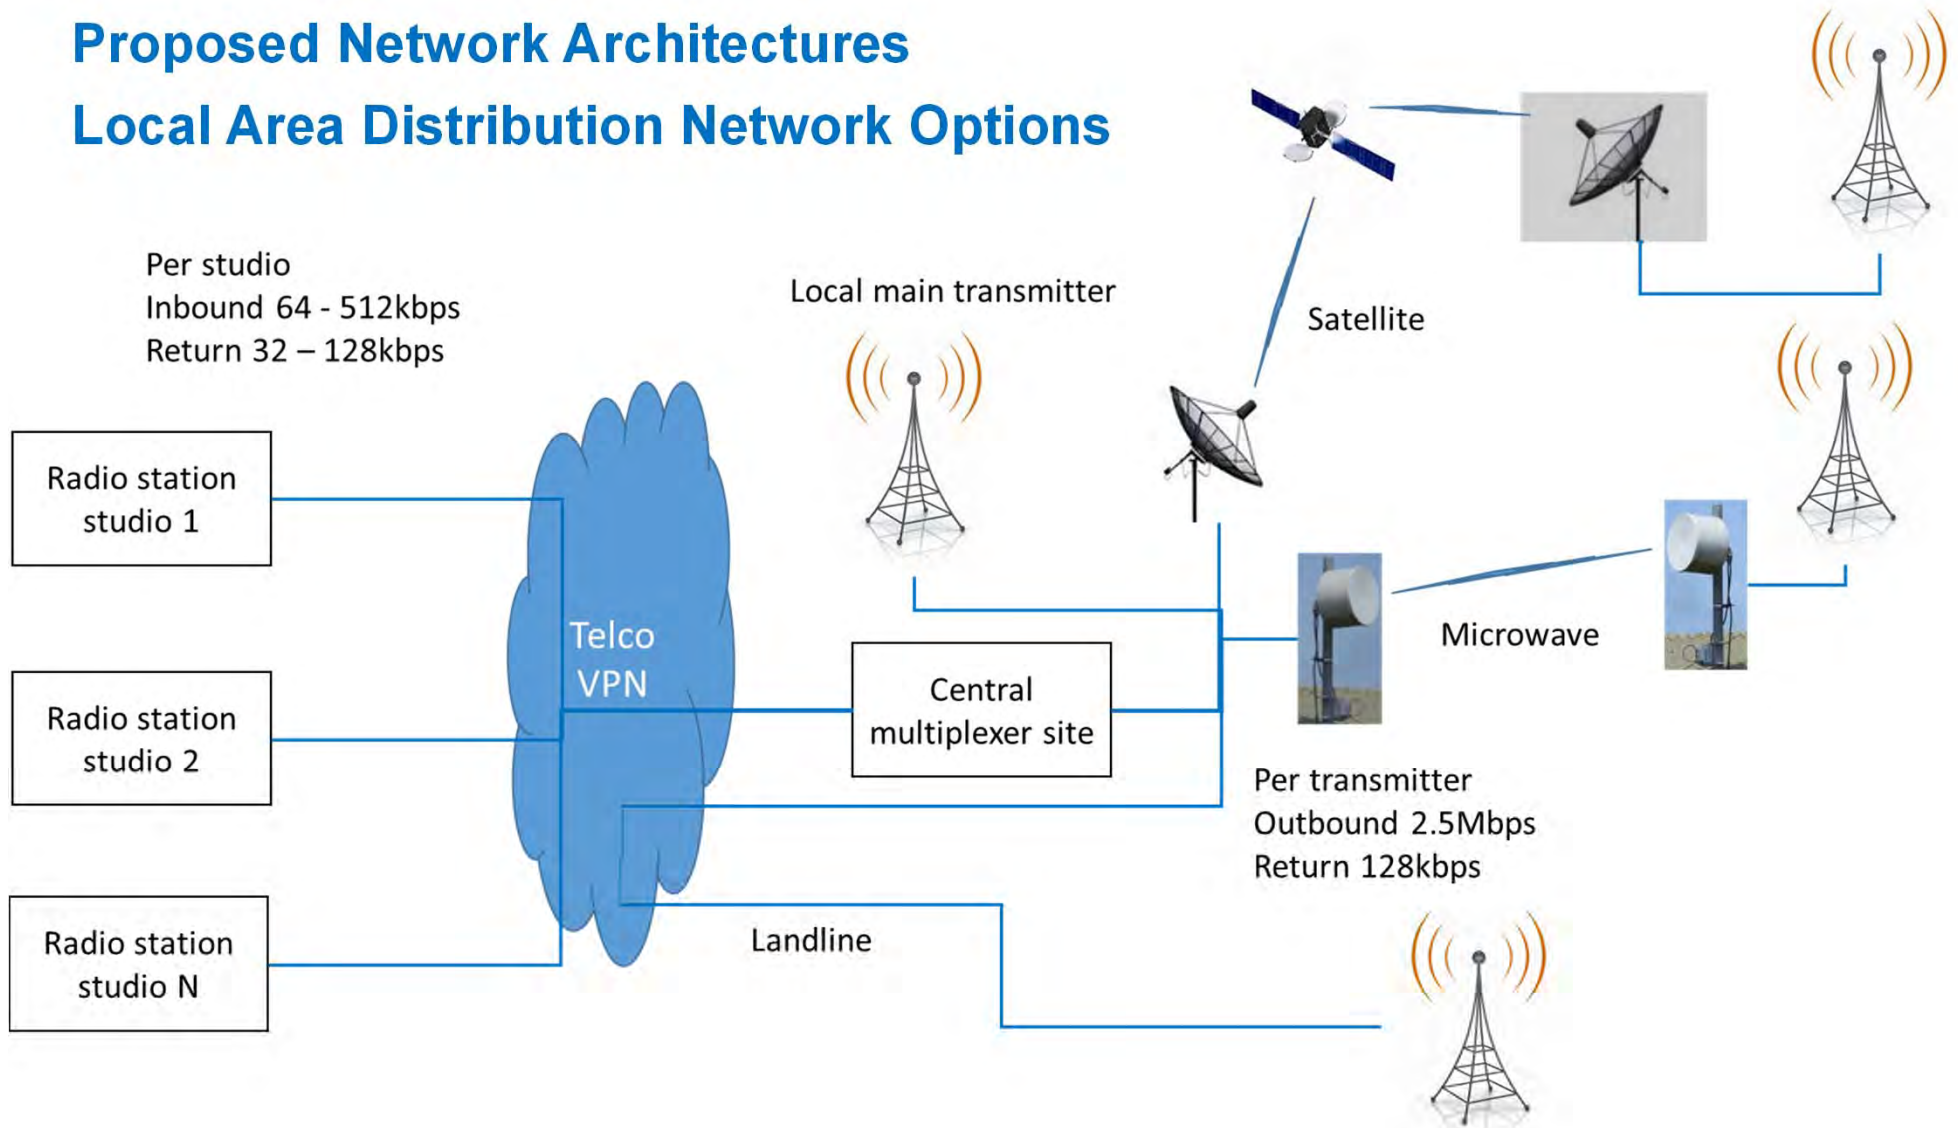 Proposed Network Architectures
Local Area Distribution Network Options
Per studio
Inbound 64 - 512kbps
Return 32 – 128kbps
Local main transmitter
Satellite
Radio station
studio 1
Telco
VPN
Radio station
studio 2
Central
multiplexer site
Microwave
Per transmitter
Outbound 2.5Mbps
Return 128kbps
Radio station
studio N
Landline